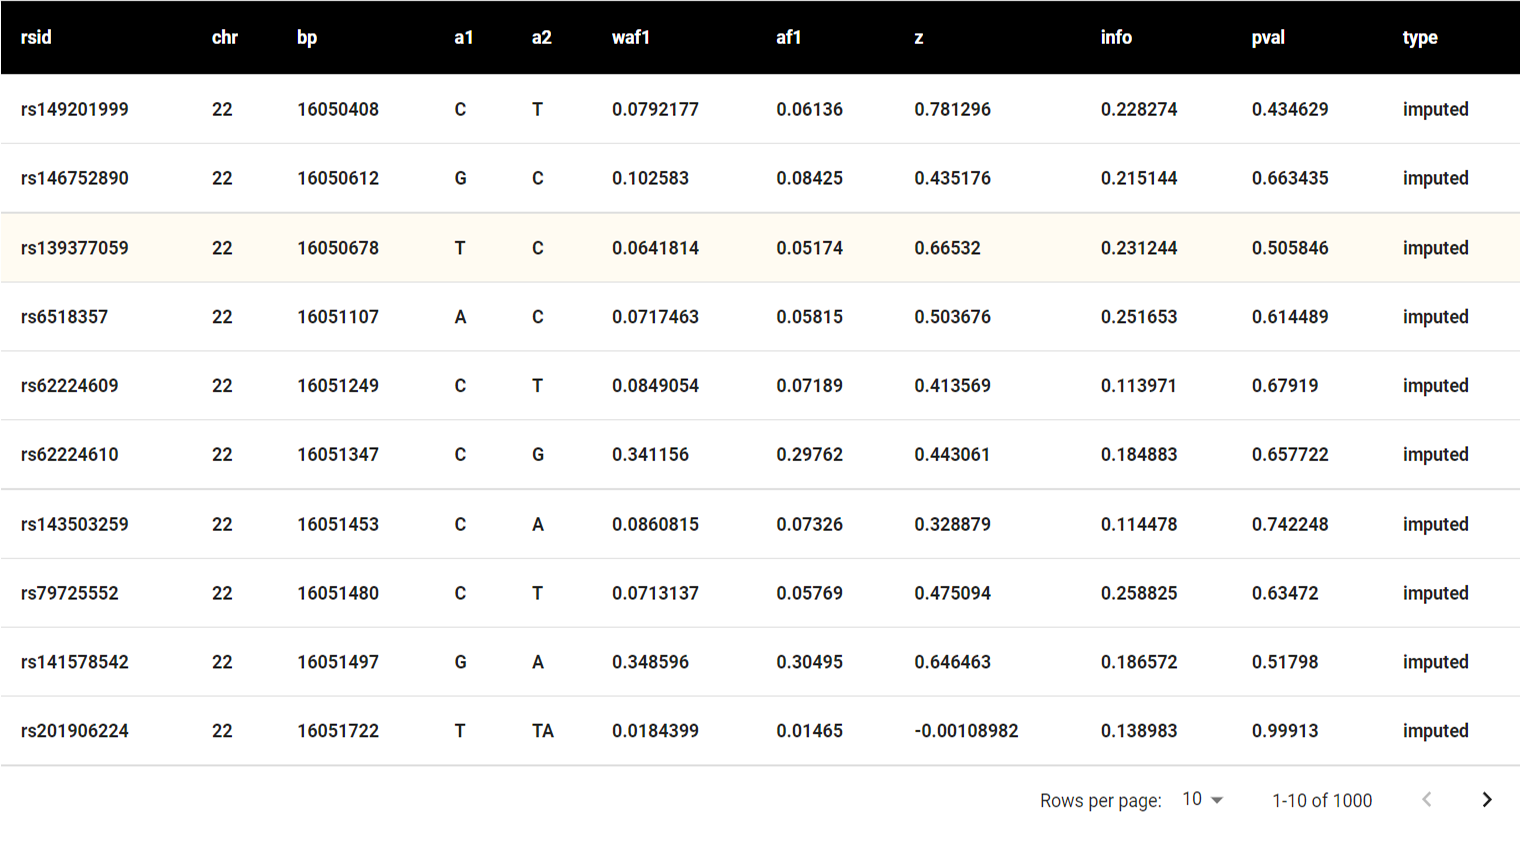 rsid chr bp a1 a2 waf1 af1 z info pval type
rs149201999 22 16050408 C T 0.0792177 0.06136 0.781296 0.228274 0.434629 imputed
rs146752890 22 16050612 G C 0.102583 0.08425 0.435176 0.215144 0.663435 imputed
rs139377059 22 16050678 T C 0.0641814 0.05174 0.66532 0.231244 0.505846 imputed
rs6518357 22 16051107 A C 0.0717463 0.05815 0.503676 0.251653 0.614489 imputed
rs62224609 22 16051249 C T 0.0849054 0.07189 0.413569 0.113971 0.67919 imputed
rs62224610 22 16051347 C G 0.341156 0.29762 0.443061 0.184883 0.657722 imputed
rs143503259 22 16051453 C A 0.0860815 0.07326 0.328879 0.114478 0.742248 imputed
rs79725552 22 16051480 C T 0.0713137 0.05769 0.475094 0.258825 0.63472 imputed
rs141578542 22 16051497 G A 0.348596 0.30495 0.646463 0.186572 0.51798 imputed
rs201906224 22 16051722 T TA 0.0184399 0.01465 -0.00108982 0.138983 0.99913 imputed
Rows per page: 10 1-10 of 1000